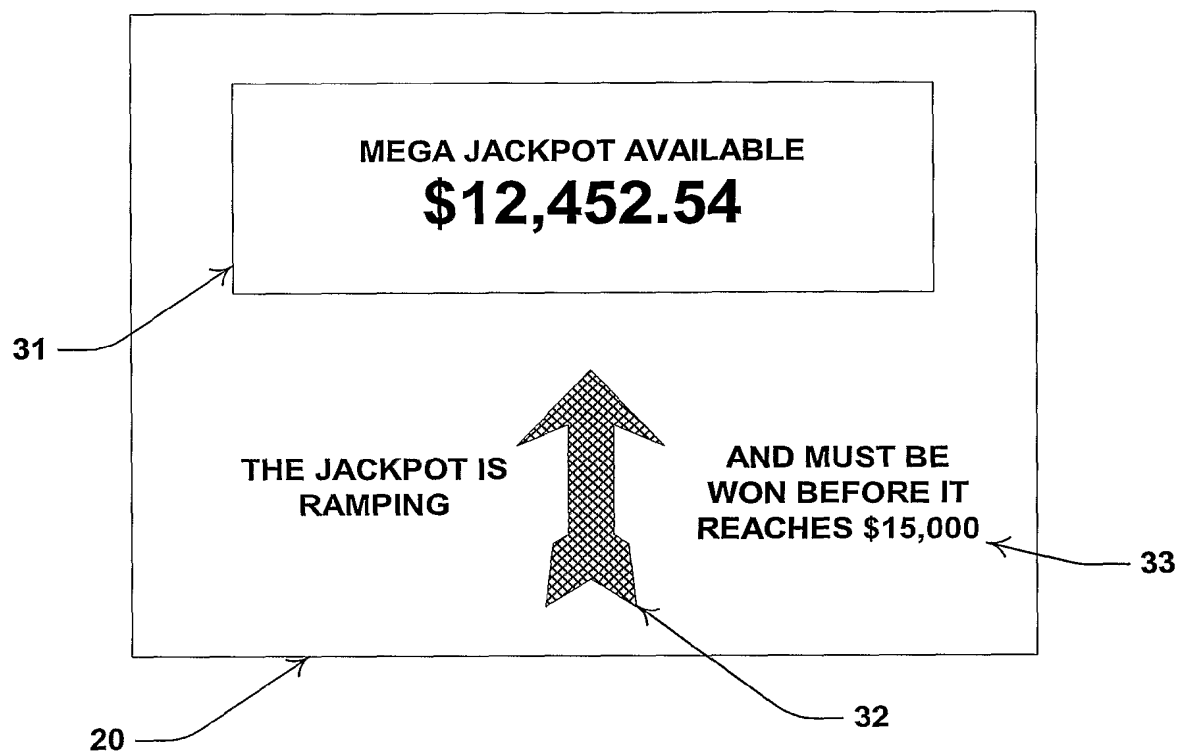 MEGA JACKPOT AVAILABLE
$12,452.54
31
THE JACKPOT IS
RAMPING
AND MUST BE
WON BEFORE IT
REACHES $15,000
33
32
20